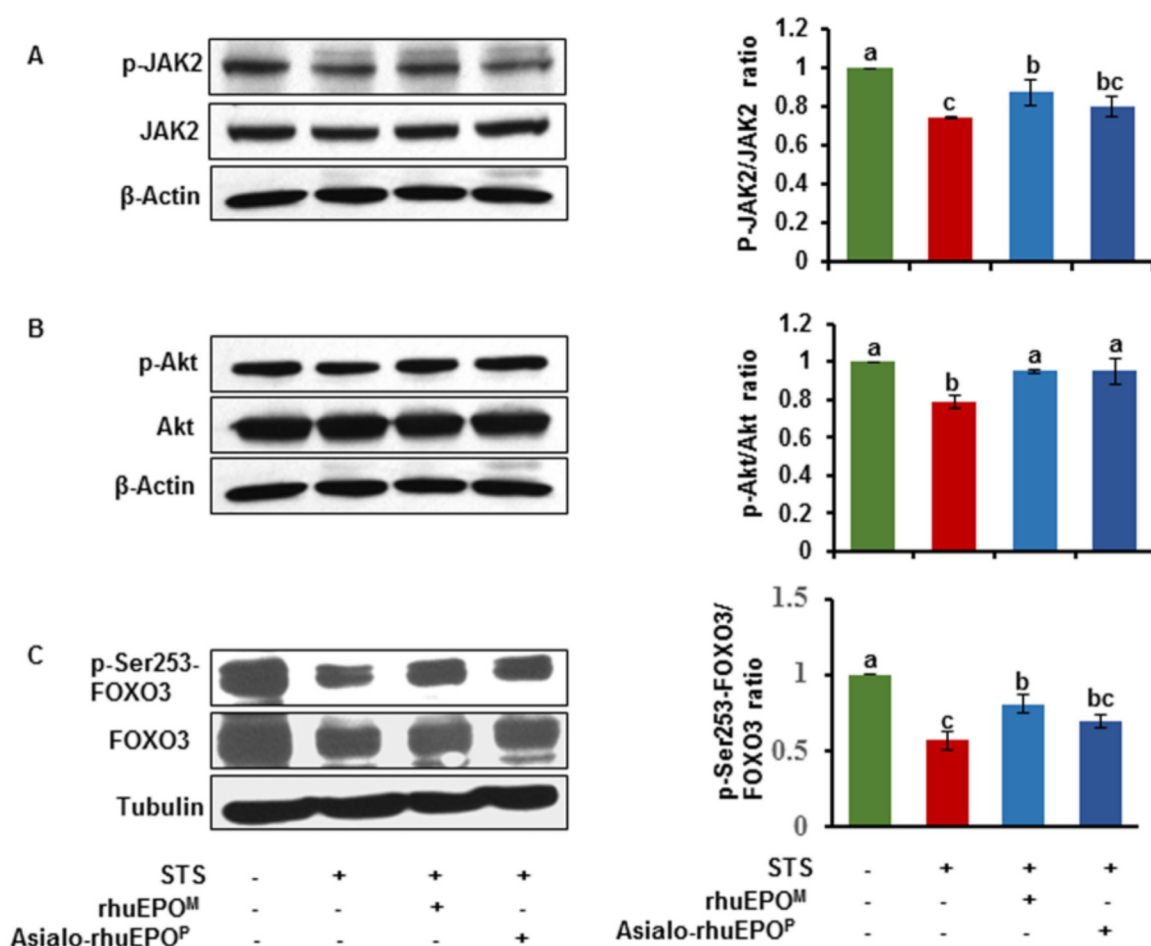 A
p-JAK2
JAK2
β-Actin
P-JAK2/JAK2 ratio
1.2
1
0.8
0.6
0.4
0.2
0
a
c
b
bc
B
p-Akt
Akt
β-Actin
p-Akt/Akt ratio
1.2
1
0.8
0.6
0.4
0.2
0
a
b
a
a
C
p-Ser253-
FOXO3
FOXO3
Tubulin
p-Ser253-FOXO3/
FOXO3 ratio
1.5
1
0.5
0
a
c
b
bc
STS - + + +
rhuEPOᴹ - - + -
Asialo-rhuEPOᴾ - - - +
STS - + + +
rhuEPOᴹ - - + -
Asialo-rhuEPOᴾ - - - +